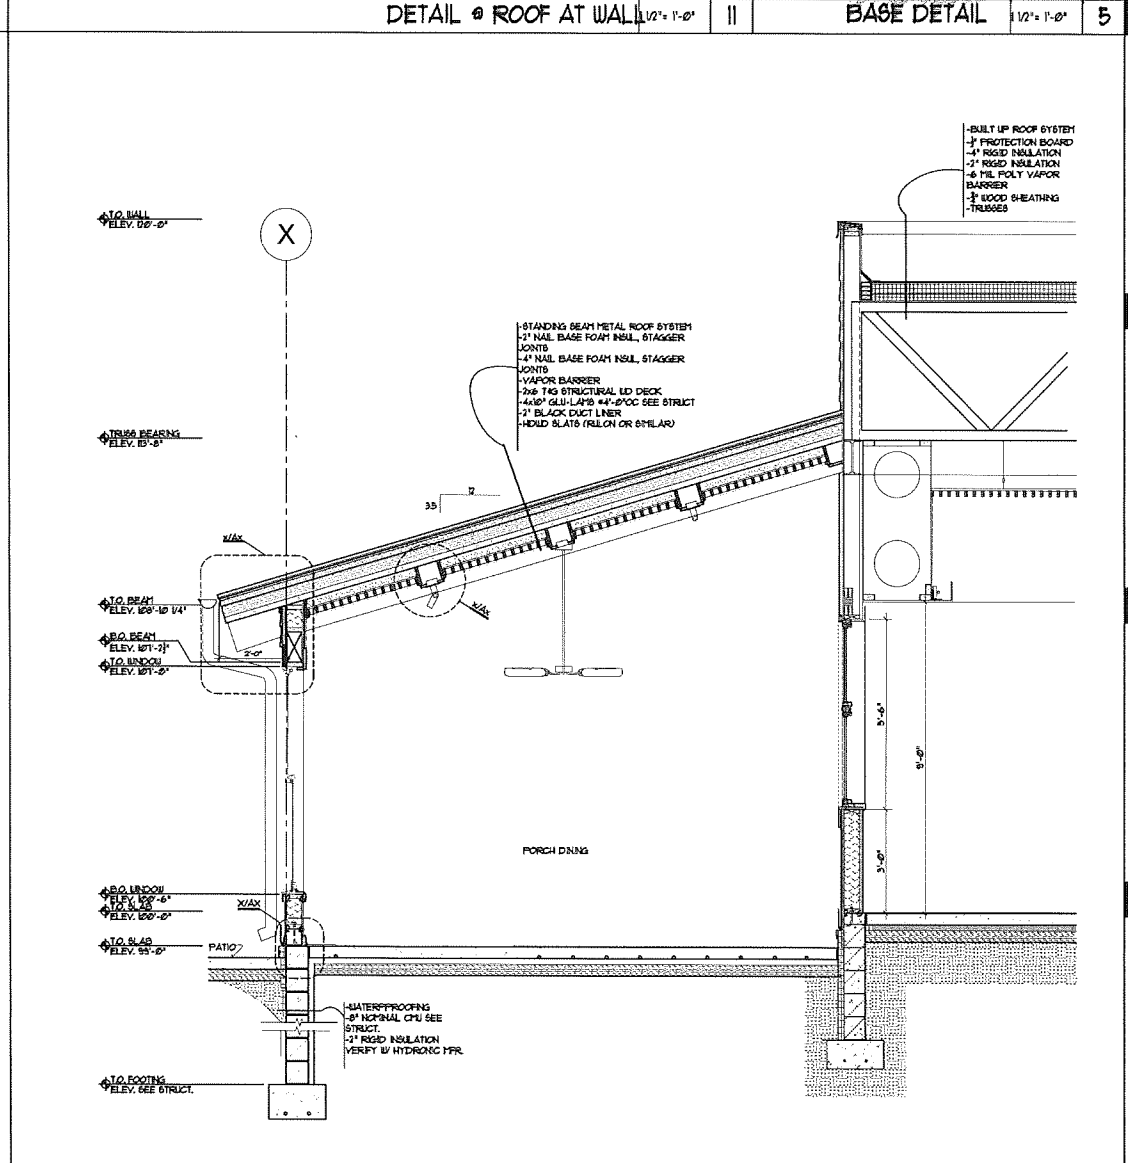 DETAIL @ ROOF AT WALL
1 1/2"= 1'-0"
11
BASE DETAIL
1 1/2"= 1'-0"
5
-BUILT UP ROOF SYSTEM
PROTECTION BOARD
-4" RIGID INSULATION
-2" RIGID INSULATION
-6 MIL POLY VAPOR
BARRIER
WOOD SHEATHING
-TRUSSES
T.O. WALL
ELEV. 120'-0"
X
-STANDING SEAM METAL ROOF SYSTEM
-2" NAIL BASE FOAM INSUL, STAGGER
JOINTS
-4" NAIL BASE FOAM INSUL, STAGGER
JOINTS
-VAPOR BARRIER
-2x6 T&G STRUCTURAL WD DECK
-4x10" GLU-LAMS @4'-0"OC SEE STRUCT
-2" BLACK DUCT LINER
SLATS (RULON OR SIMILAR)
TRUSS BEARING
ELEV. 113'-8"
12
3.5
X/AX
T.O. BEAM
ELEV. 108'-10 1/4"
X/AX
B.O. BEAM
ELEV. 107'-2½"
2'-0"
T.O. WINDOW
ELEV. 107'-0"
5'-6"
9'-0"
PORCH DINING
3'-0"
B.O. WINDOW
ELEV. 100'-6"
T.O. SLAB
ELEV. 100'-0"
X/AX
T.O. SLAB
ELEV. 99'-0"
PATIO
-WATERPPROOFING
-8" NOMINAL CMU SEE
STRUCT.
-2" RIGID INSULATION
VERIFY W/ HYDRONIC MFR.
T.O. FOOTING
ELEV. SEE STRUCT.